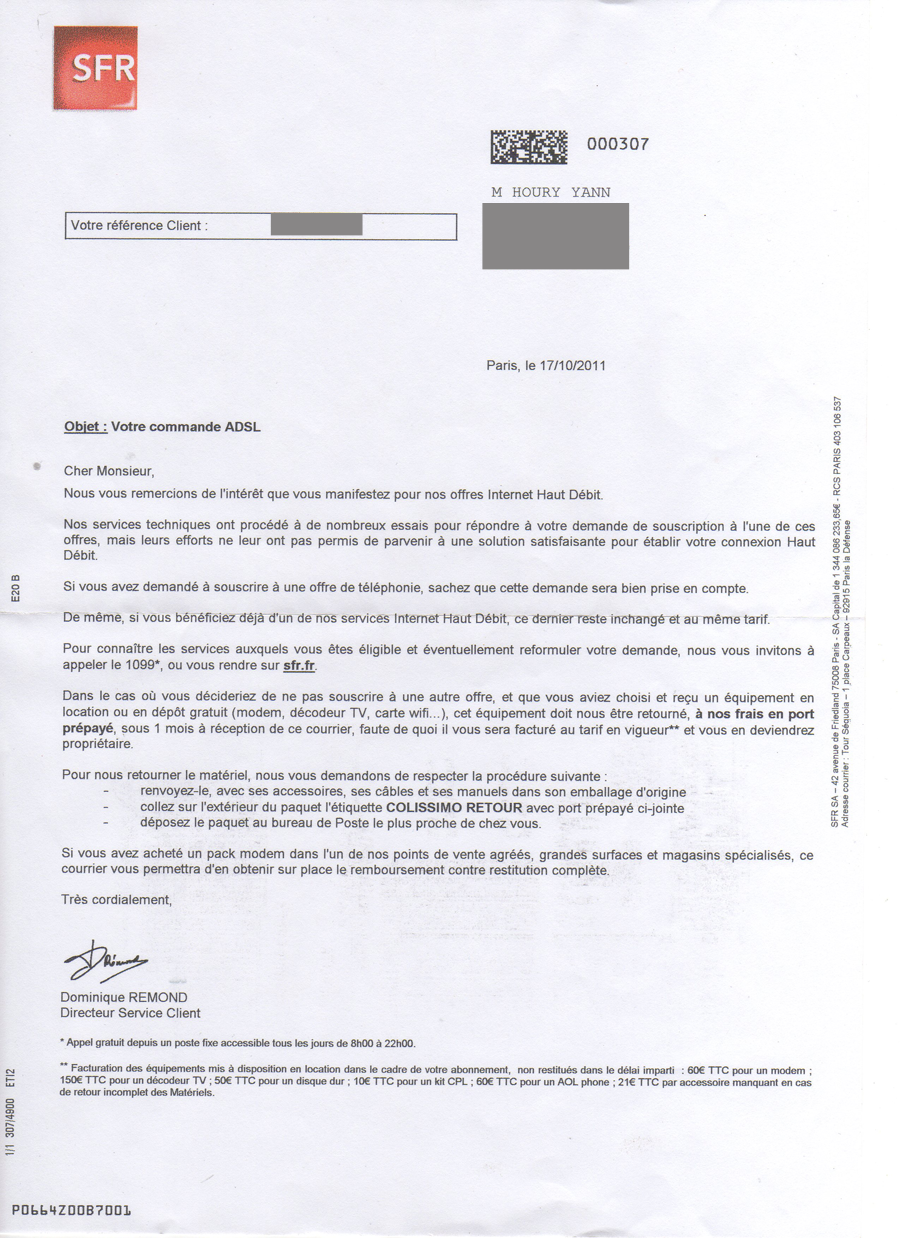 SFR
000307
M HOURY YANN
Votre référence Client :
Paris, le 17/10/2011
Objet : Votre commande ADSL
Cher Monsieur,
Nous vous remercions de l'intérêt que vous manifestez pour nos offres Internet Haut Débit.
Nos services techniques ont procédé à de nombreux essais pour répondre à votre demande de souscription à l'une de ces
offres, mais leurs efforts ne leur ont pas permis de parvenir à une solution satisfaisante pour établir votre connexion Haut
Débit.
Si vous avez demandé à souscrire à une offre de téléphonie, sachez que cette demande sera bien prise en compte.
De même, si vous bénéficiez déjà d'un de nos services Internet Haut Débit, ce dernier reste inchangé et au même tarif.
Pour connaître les services auxquels vous êtes éligible et éventuellement reformuler votre demande, nous vous invitons à
appeler le 1099*, ou vous rendre sur sfr.fr.
Dans le cas où vous décideriez de ne pas souscrire à une autre offre, et que vous aviez choisi et reçu un équipement en
location ou en dépôt gratuit (modem, décodeur TV, carte wifi...), cet équipement doit nous être retourné, à nos frais en port
prépayé, sous 1 mois à réception de ce courrier, faute de quoi il vous sera facturé au tarif en vigueur** et vous en deviendrez
propriétaire.
Pour nous retourner le matériel, nous vous demandons de respecter la procédure suivante :
- renvoyez-le, avec ses accessoires, ses câbles et ses manuels dans son emballage d'origine
- collez sur l'extérieur du paquet l'étiquette COLISSIMO RETOUR avec port prépayé ci-jointe
- déposez le paquet au bureau de Poste le plus proche de chez vous.
Si vous avez acheté un pack modem dans l'un de nos points de vente agréés, grandes surfaces et magasins spécialisés, ce
courrier vous permettra d'en obtenir sur place le remboursement contre restitution complète.
Très cordialement,
DRémond
Dominique REMOND
Directeur Service Client
* Appel gratuit depuis un poste fixe accessible tous les jours de 8h00 à 22h00.
** Facturation des équipements mis à disposition en location dans le cadre de votre abonnement, non restitués dans le délai imparti : 60€ TTC pour un modem ;
150€ TTC pour un décodeur TV ; 50€ TTC pour un disque dur ; 10€ TTC pour un kit CPL ; 60€ TTC pour un AOL phone ; 21€ TTC par accessoire manquant en cas
de retour incomplet des Matériels.
SFR SA – 42 avenue de Friedland 75008 Paris - SA Capital de 1 344 086 233,65€ - RCS PARIS 403 106 537
Adresse courrier : Tour Séquoia – 1 place Carpeaux – 92915 Paris la Défense
E20 B
1/1 307/4900 ETI2
P0664Z00B7001